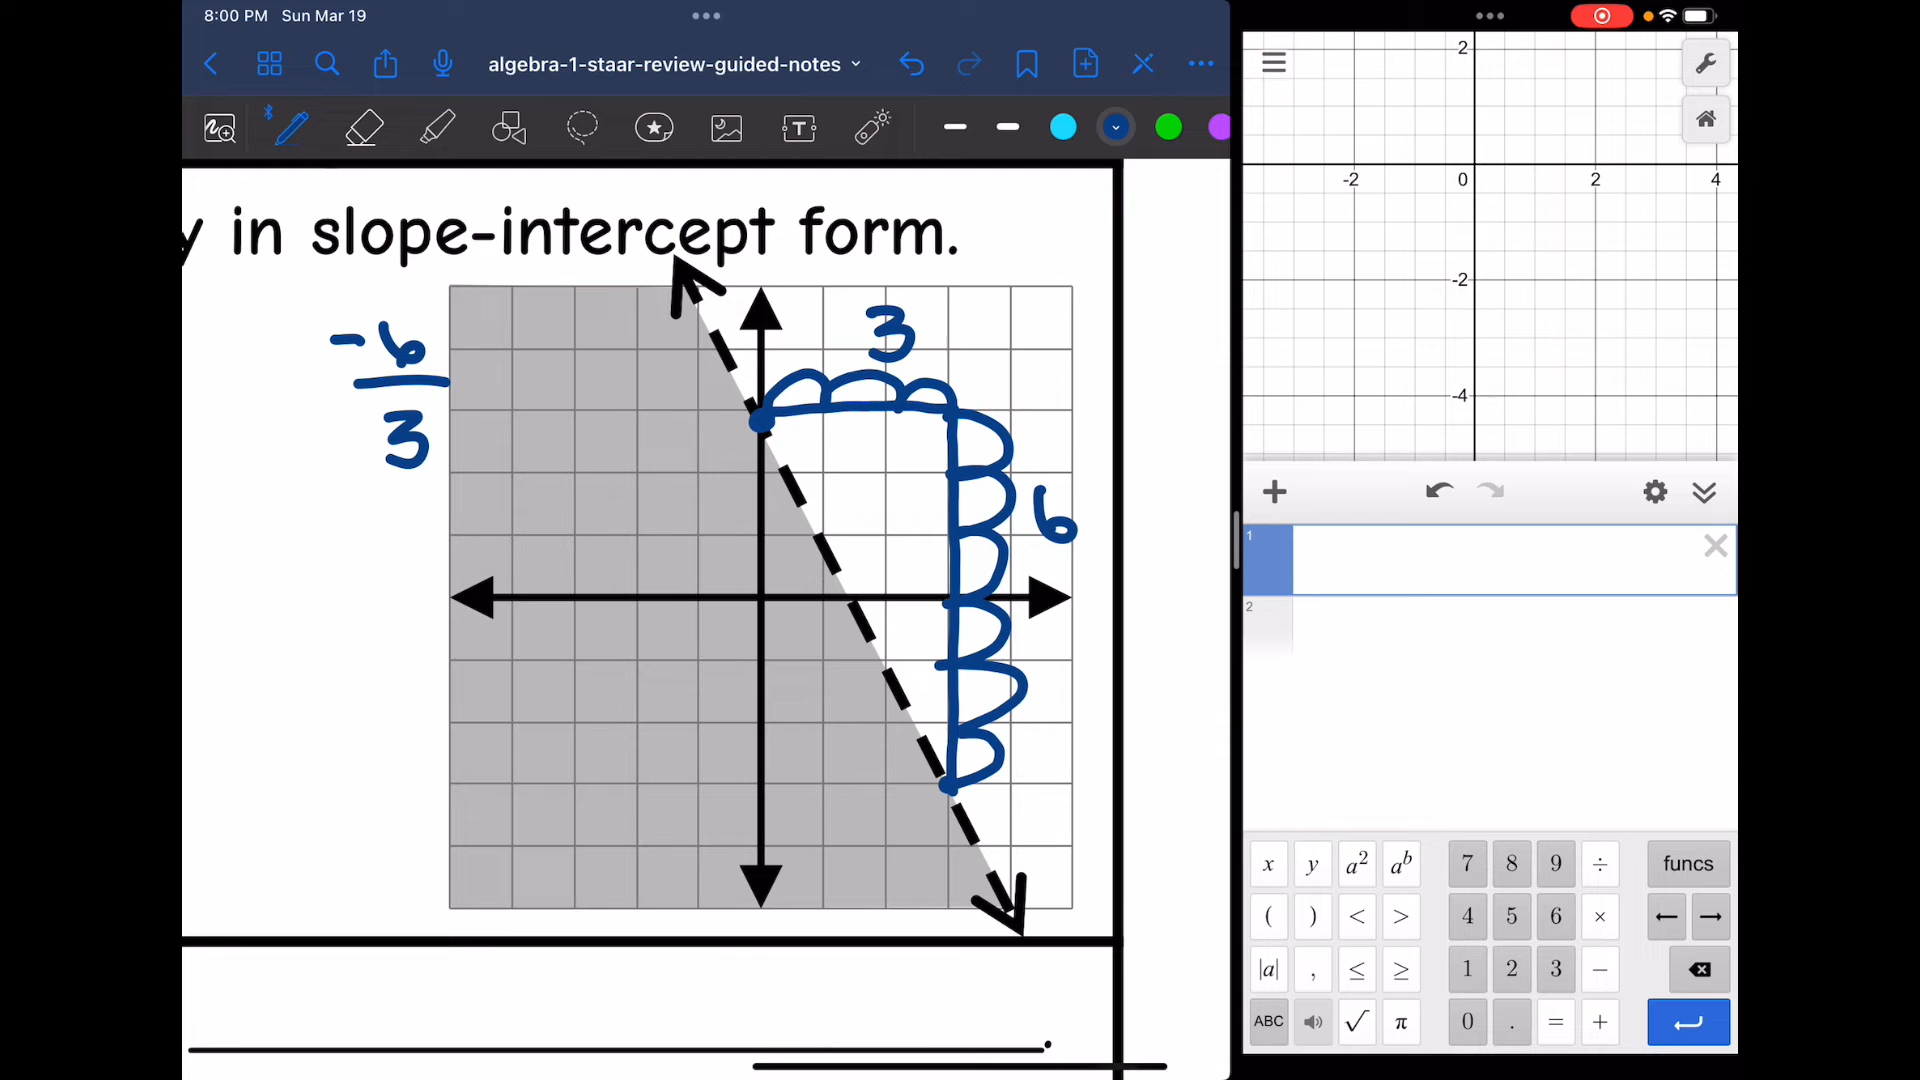 8:00 PM Sun Mar 19
algebra-1-staar-review-guided-notes
T
y in slope-intercept form.
-6
3
3
6
.
2
-2 0 2 4
-2
-4
1
2
x y a² aᵇ 7 8 9 ÷ funcs
( ) < > 4 5 6 × ← →
|a| , ≤ ≥ 1 2 3 −
ABC √ π 0 . = +